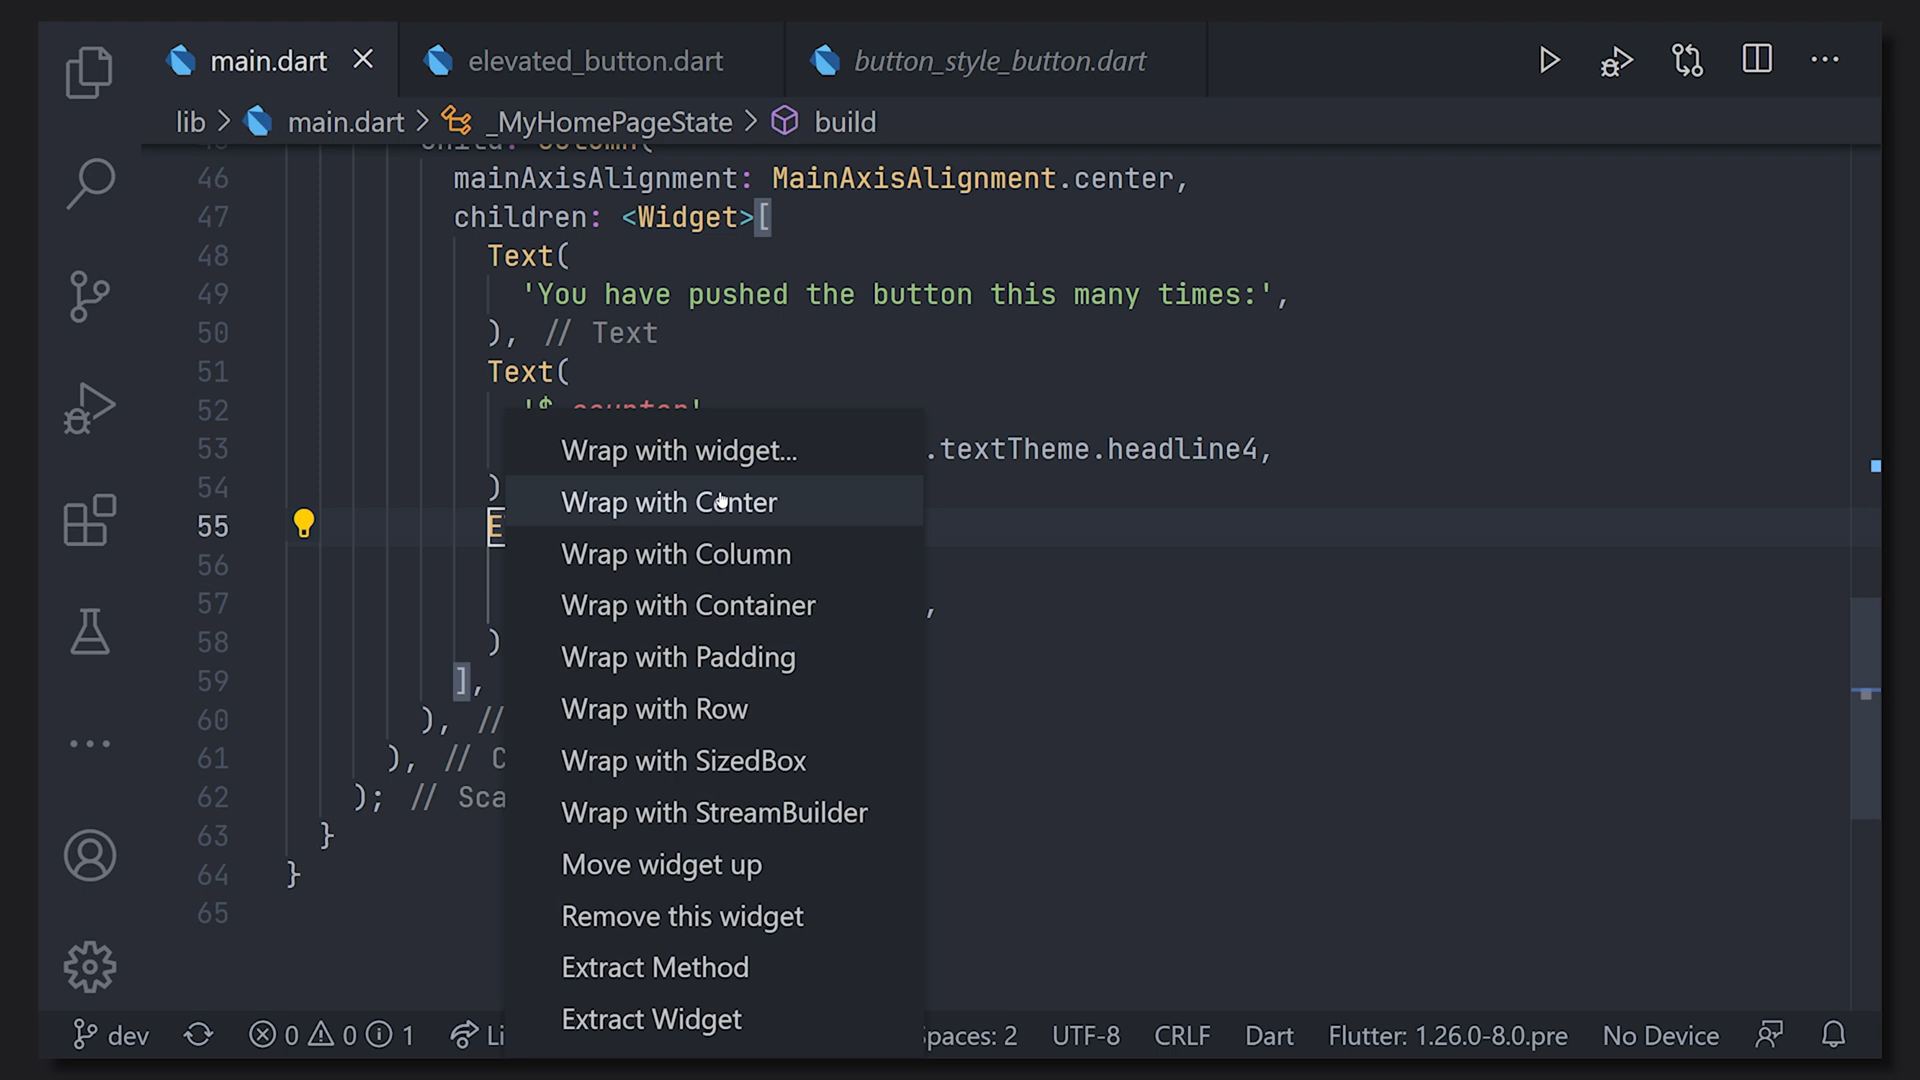 main.dart
elevated_button.dart
button_style_button.dart
lib > main.dart > _MyHomePageState > build
46 mainAxisAlignment: MainAxisAlignment.center,
47 children: <Widget>[
48 Text(
49 'You have pushed the button this many times:',
50 ), // Text
51 Text(
52 '$_counter'
53 .textTheme.headline4,
54 )
55 E
56
57 ,
58 )
59 ],
60 ), //
61 ), // C
62 ); // Sca
63 }
64 }
65
Wrap with widget...
Wrap with Center
Wrap with Column
Wrap with Container
Wrap with Padding
Wrap with Row
Wrap with SizedBox
Wrap with StreamBuilder
Move widget up
Remove this widget
Extract Method
Extract Widget
dev 0 0 1 Li paces: 2 UTF-8 CRLF Dart Flutter: 1.26.0-8.0.pre No Device